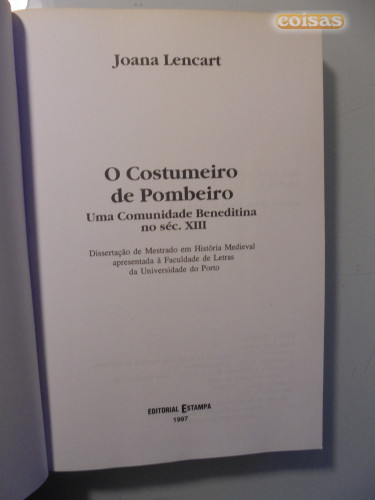 coisas
Joana Lencart
O Costumeiro
de Pombeiro
Uma Comunidade Beneditina
no séc. XIII
Dissertação de Mestrado em História Medieval
apresentada à Faculdade de Letras
da Universidade do Porto
EDITORIAL ESTAMPA
1997